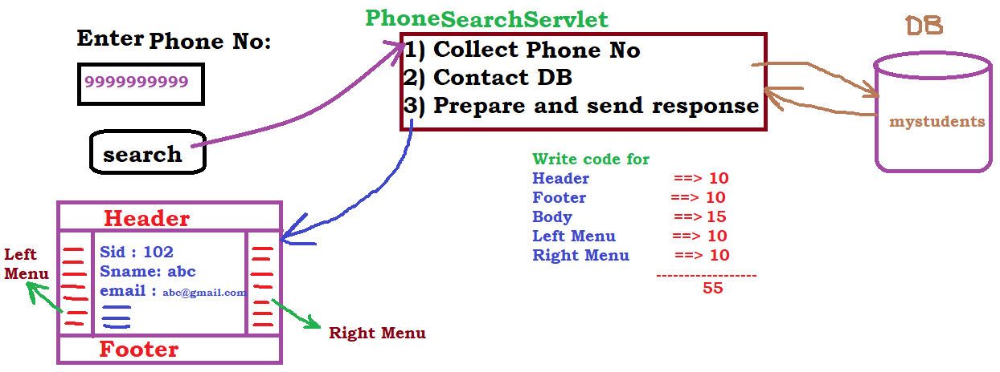 Enter Phone No:
9999999999
search
PhoneSearchServlet
1) Collect Phone No
2) Contact DB
3) Prepare and send response
DB
mystudents
Write code for
Header ==> 10
Footer ==> 10
Body ==> 15
Left Menu ==> 10
Right Menu ==> 10
------------------
55
Header
Left
Menu
Sid : 102
Sname: abc
email : abc@gmail.com
Right Menu
Footer